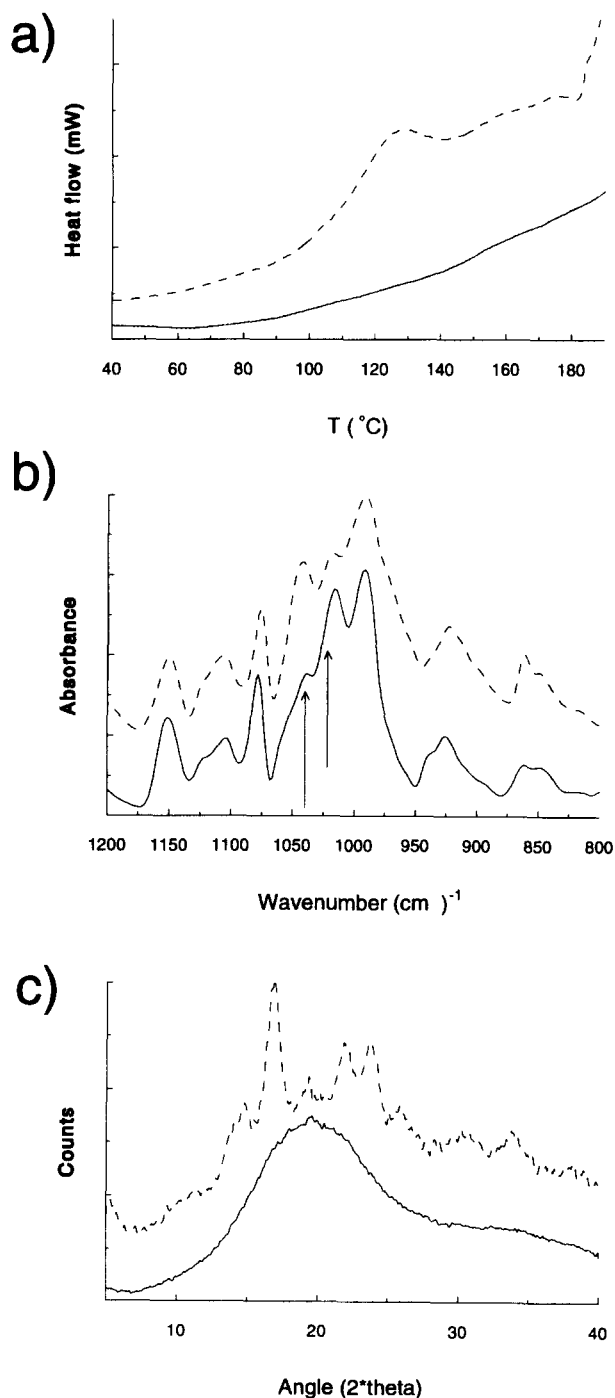 a)
Heat flow (mW)
40 60 80 100 120 140 160 180
T ( °C)
b)
Absorbance
1200 1150 1100 1050 1000 950 900 850 800
Wavenumber (cm )-1
c)
Counts
10 20 30 40
Angle (2*theta)